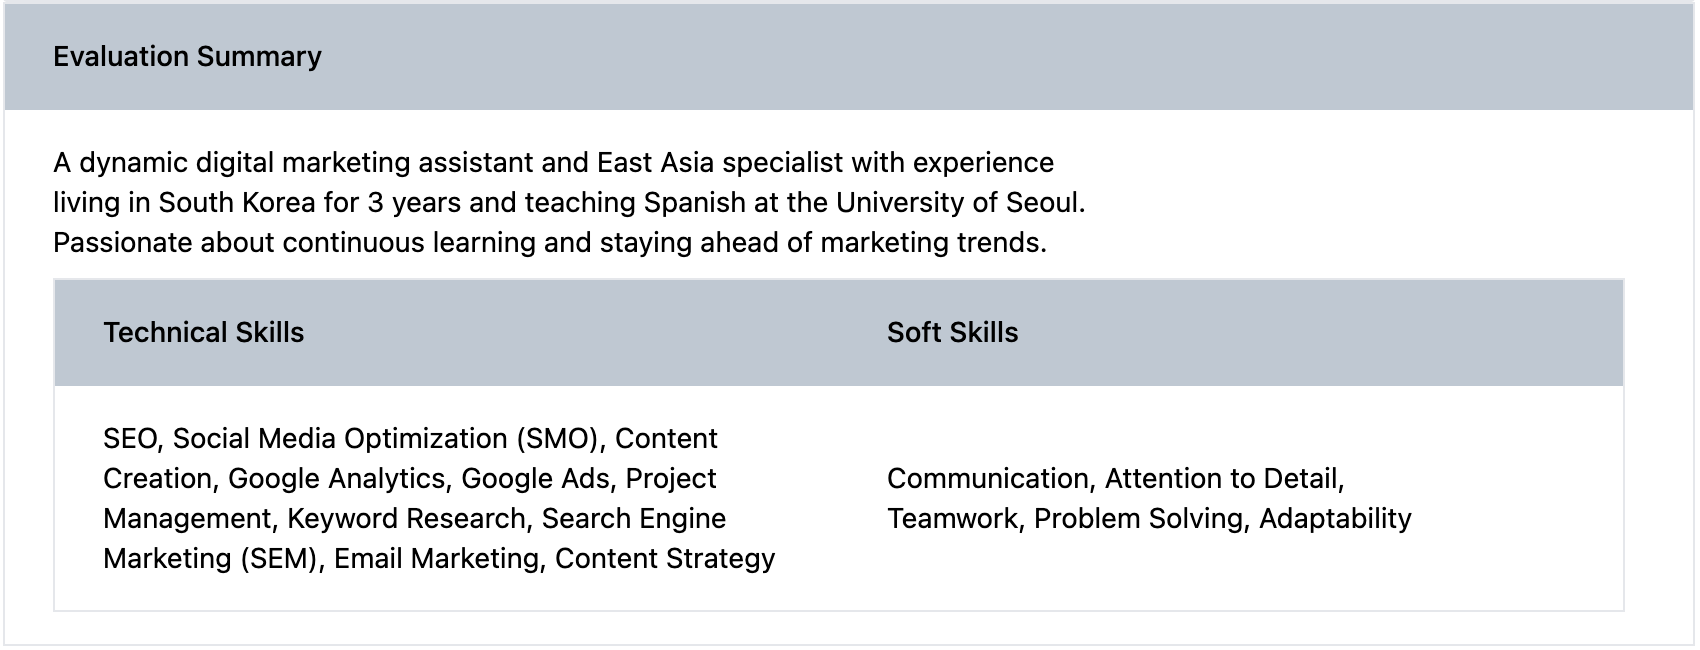 Evaluation Summary
A dynamic digital marketing assistant and East Asia specialist with experience
living in South Korea for 3 years and teaching Spanish at the University of Seoul.
Passionate about continuous learning and staying ahead of marketing trends.
Technical Skills
Soft Skills
SEO, Social Media Optimization (SMO), Content
Creation, Google Analytics, Google Ads, Project
Management, Keyword Research, Search Engine
Marketing (SEM), Email Marketing, Content Strategy
Communication, Attention to Detail,
Teamwork, Problem Solving, Adaptability